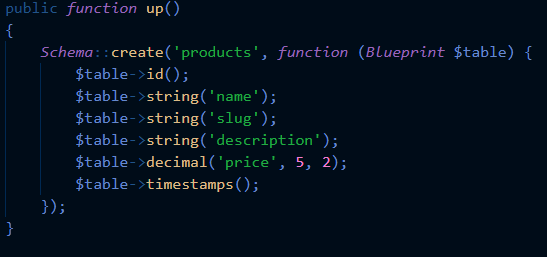 public function up()
{
    Schema::create('products', function (Blueprint $table) {
        $table->id();
        $table->string('name');
        $table->string('slug');
        $table->string('description');
        $table->decimal('price', 5, 2);
        $table->timestamps();
    });
}